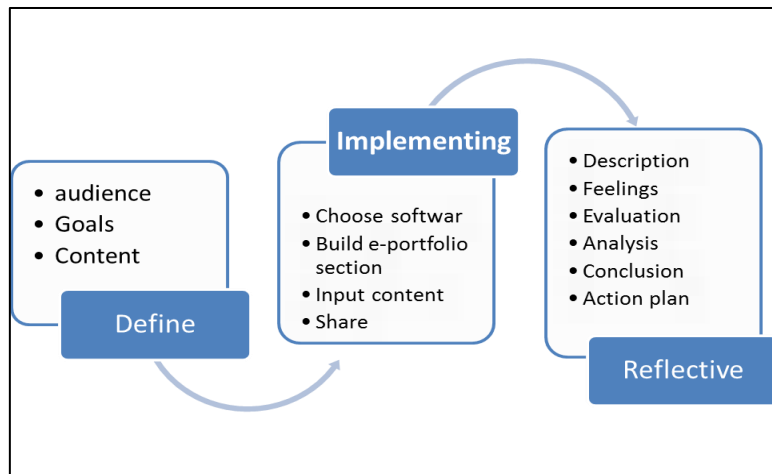 • audience
• Goals
• Content
Define
Implementing
• Choose softwar
• Build e-portfolio
section
• Input content
• Share
• Description
• Feelings
• Evaluation
• Analysis
• Conclusion
• Action plan
Reflective